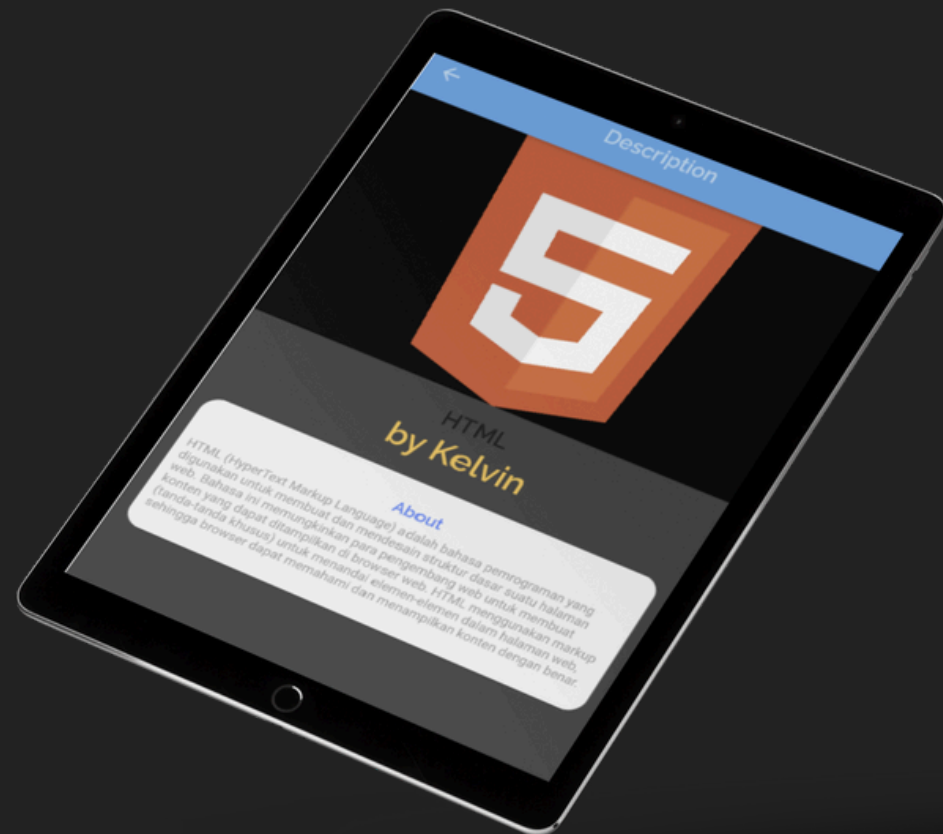 Description
5
HTML
by Kelvin
About
HTML (HyperText Markup Language) adalah bahasa pemrograman yang
digunakan untuk membuat dan mendesain struktur dasar suatu halaman
web. Bahasa ini memungkinkan para pengembang web untuk membuat
konten yang dapat ditampilkan di browser web. HTML menggunakan markup
(tanda-tanda khusus) untuk menandai elemen-elemen dalam halaman web,
sehingga browser dapat memahami dan menampilkan konten dengan benar.